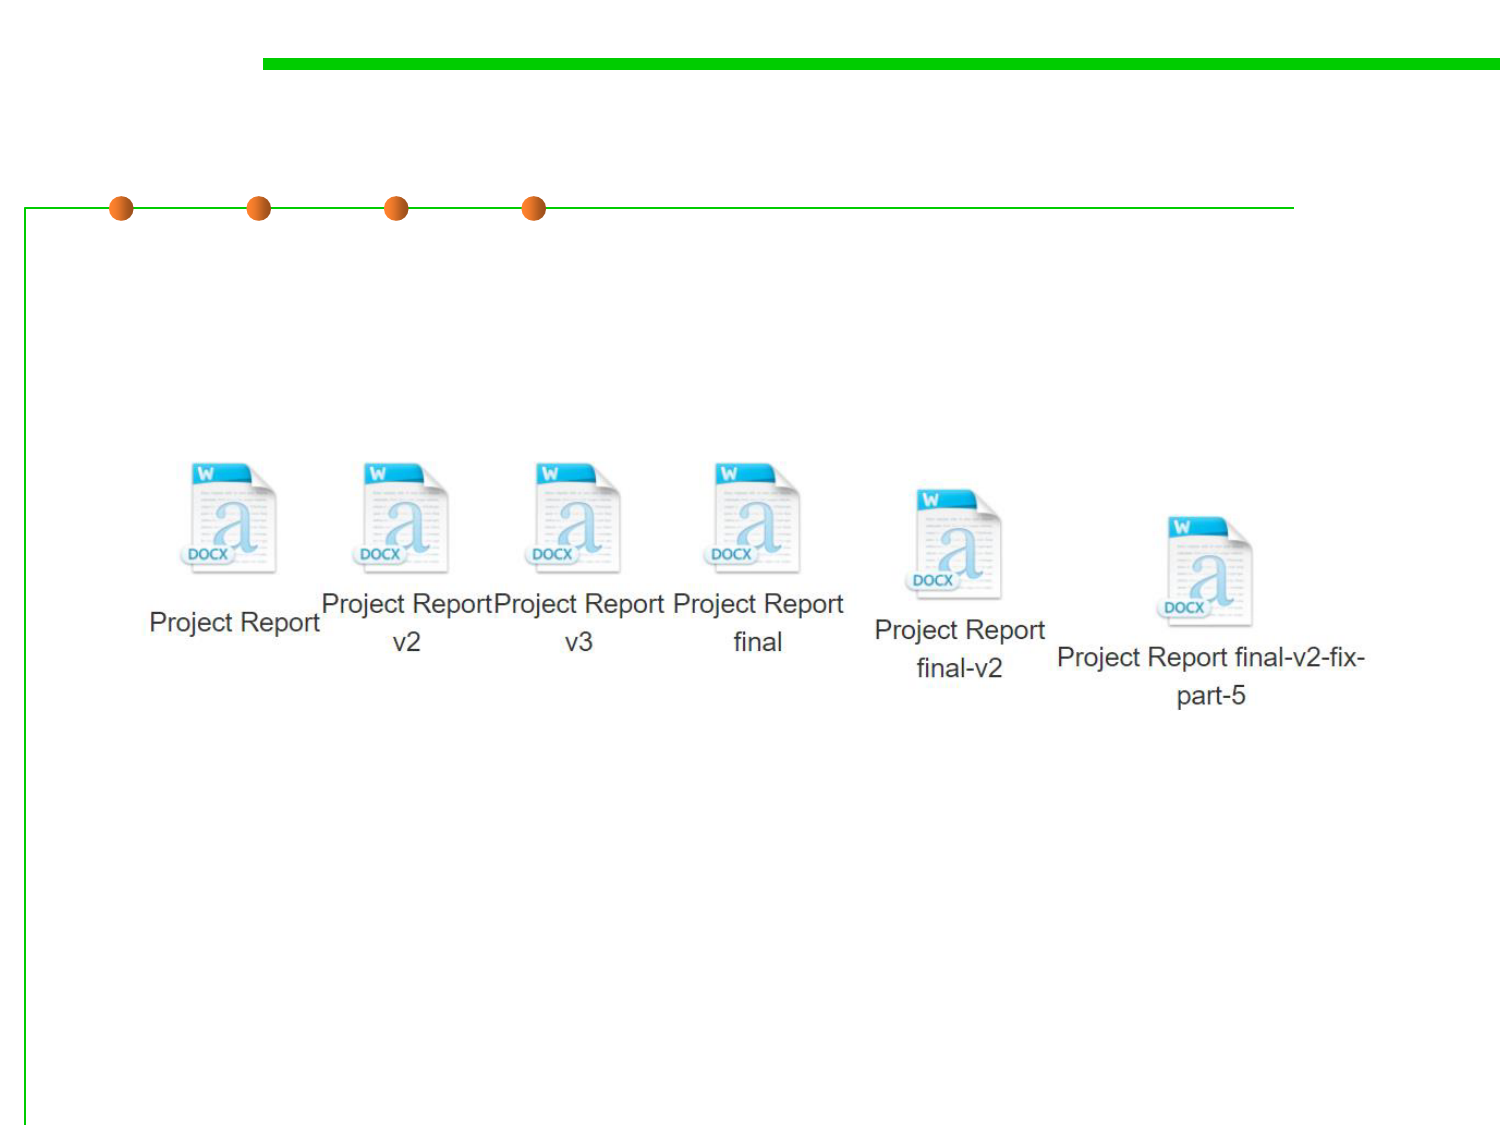 W
DOCX
Project Report
W
DOCX
Project Report
v2
W
DOCX
Project Report
v3
W
DOCX
Project Report
final
W
DOCX
Project Report
final-v2
W
DOCX
Project Report final-v2-fix-
part-5